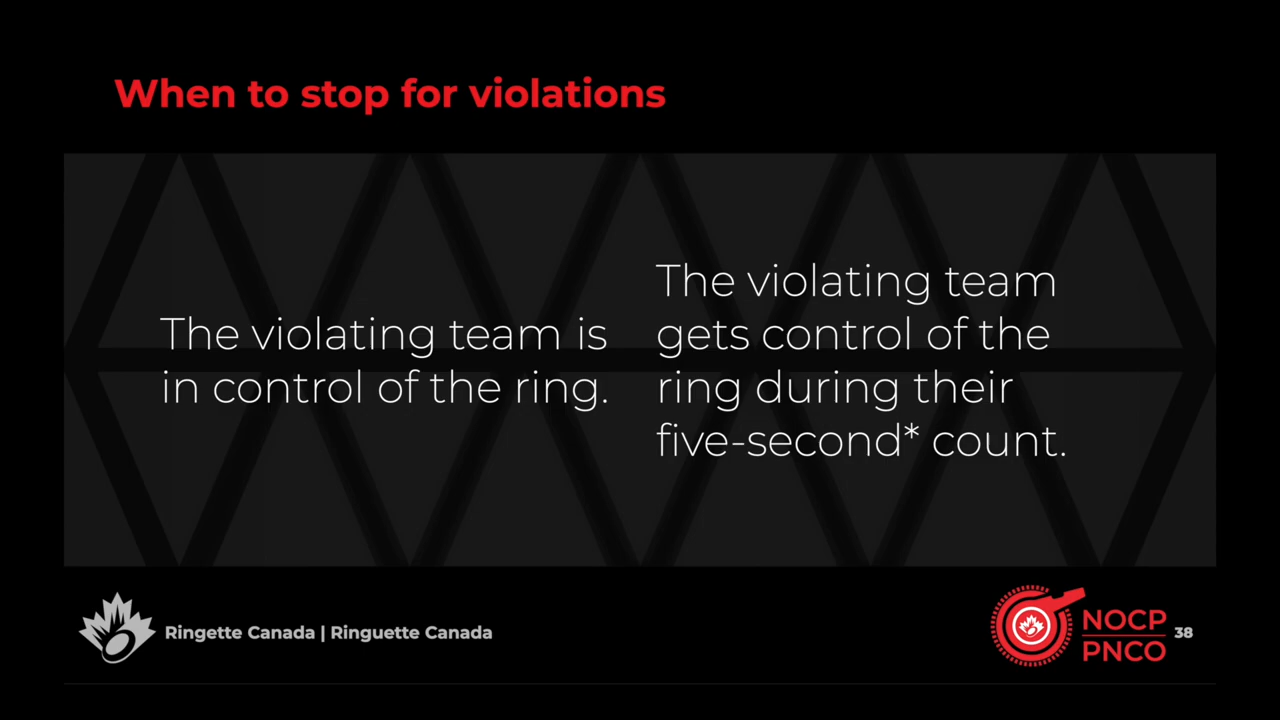 When to stop for violations
The violating team is
in control of the ring.
The violating team
gets control of the
ring during their
five-second* count.
Ringette Canada | Ringuette Canada
NOCP
PNCO
38